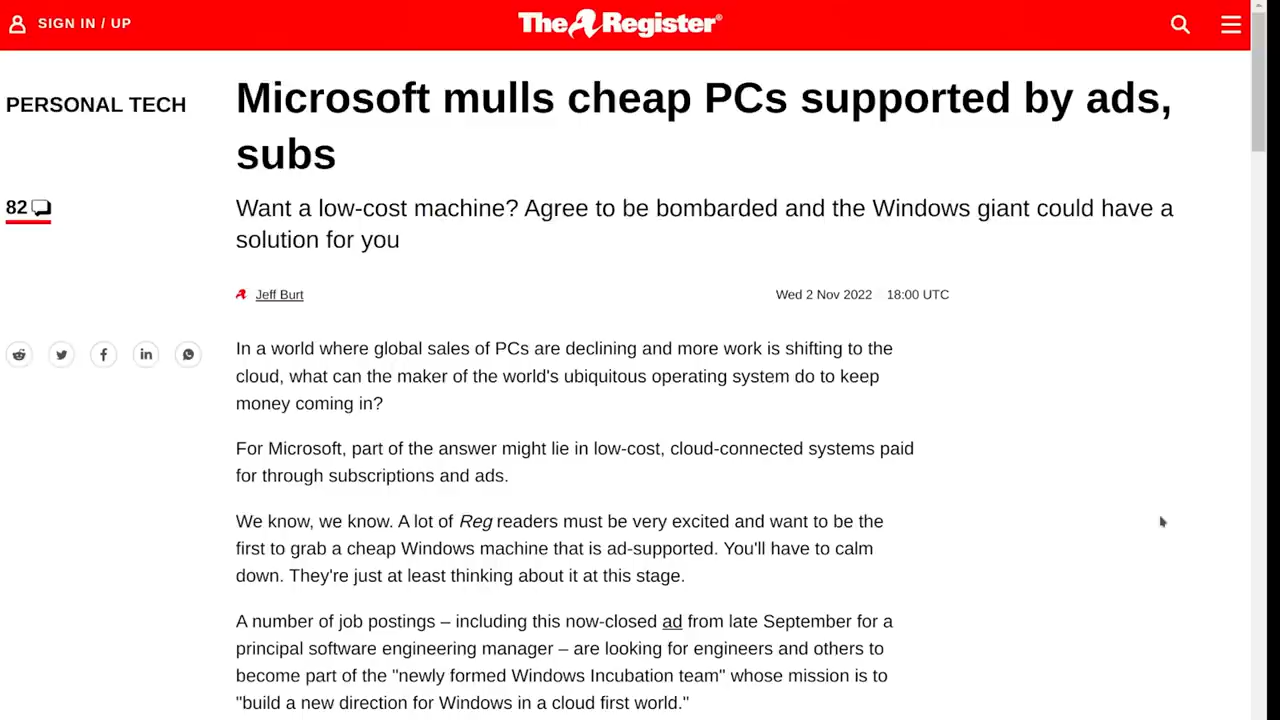 SIGN IN / UP
The Register®
PERSONAL TECH
Microsoft mulls cheap PCs supported by ads,
subs
82
Want a low-cost machine? Agree to be bombarded and the Windows giant could have a
solution for you
Jeff Burt
Wed 2 Nov 2022 18:00 UTC
In a world where global sales of PCs are declining and more work is shifting to the
cloud, what can the maker of the world's ubiquitous operating system do to keep
money coming in?
For Microsoft, part of the answer might lie in low-cost, cloud-connected systems paid
for through subscriptions and ads.
We know, we know. A lot of Reg readers must be very excited and want to be the
first to grab a cheap Windows machine that is ad-supported. You'll have to calm
down. They're just at least thinking about it at this stage.
A number of job postings – including this now-closed ad from late September for a
principal software engineering manager – are looking for engineers and others to
become part of the "newly formed Windows Incubation team" whose mission is to
"build a new direction for Windows in a cloud first world."